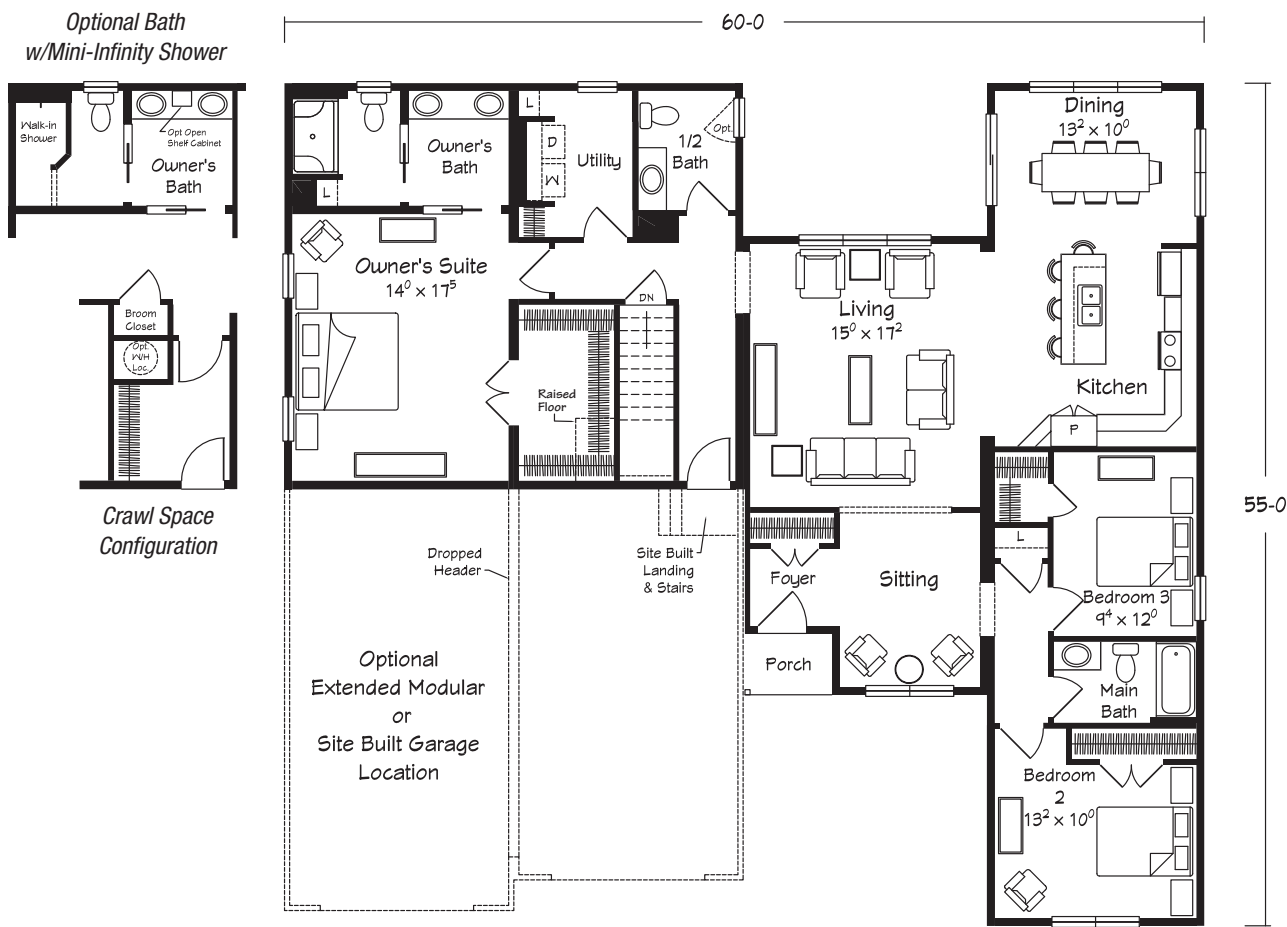 Optional Bath
w/Mini-Infinity Shower
60-0
Walk-in
Shower
Opt Open
Shelf Cabinet
Owner's
Bath
Broom
Closet
Opt.
W/H
Loc.
Crawl Space
Configuration
L
Owner's
Bath
L
D
W
Utility
1/2
Bath
Opt.
Dining
13² x 10⁰
Owner's Suite
14⁰ x 17⁵
DN
Living
15⁰ x 17²
Raised
Floor
Kitchen
P
55-0
Dropped
Header
Site Built
Landing
& Stairs
Foyer
Sitting
L
Bedroom 3
9⁴ x 12⁰
Porch
Main
Bath
Optional
Extended Modular
or
Site Built Garage
Location
Bedroom
2
13² x 10⁰